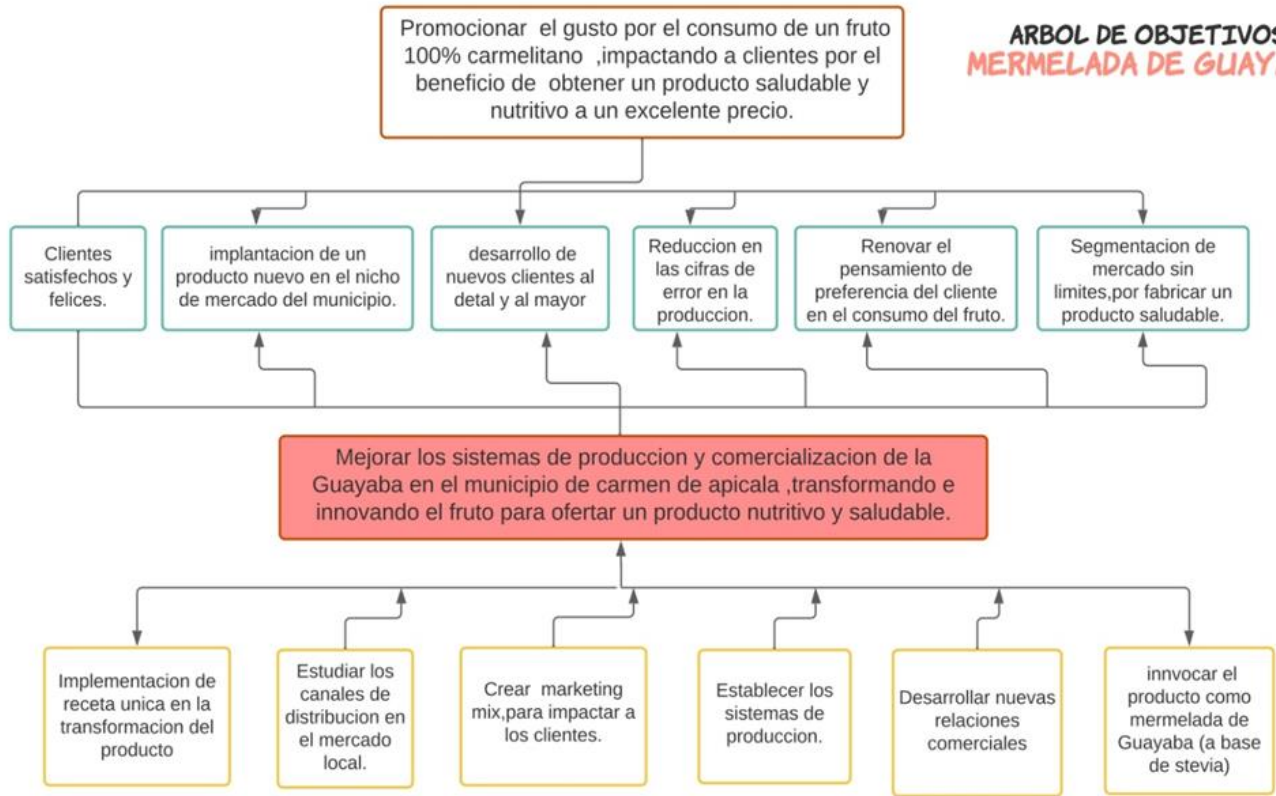 Promocionar el gusto por el consumo de un fruto
100% carmelitano ,impactando a clientes por el
beneficio de obtener un producto saludable y
nutritivo a un excelente precio.
ARBOL DE OBJETIVOS
MERMELADA DE
Clientes
satisfechos y
felices.
implantacion de un
producto nuevo en el nicho
de mercado del municipio.
desarrollo de
nuevos clientes al
detal y al mayor
Reduccion en
las cifras de
error en la
produccion.
Renovar el
pensamiento de
preferencia del cliente
en el consumo del fruto.
Segmentacion de
mercado sin
limites,por fabricar un
producto saludable.
Mejorar los sistemas de produccion y comercializacion de la
Guayaba en el municipio de carmen de apicala ,transformando e
innovando el fruto para ofertar un producto nutritivo y saludable.
Implementacion de
receta unica en la
transformacion del
producto
Estudiar los
canales de
distribucion en
el mercado
local.
Crear marketing
mix,para impactar a
los clientes.
Establecer los
sistemas de
produccion.
Desarrollar nuevas
relaciones
comerciales
innvocar el
producto como
mermelada de
Guayaba (a base
de stevia)